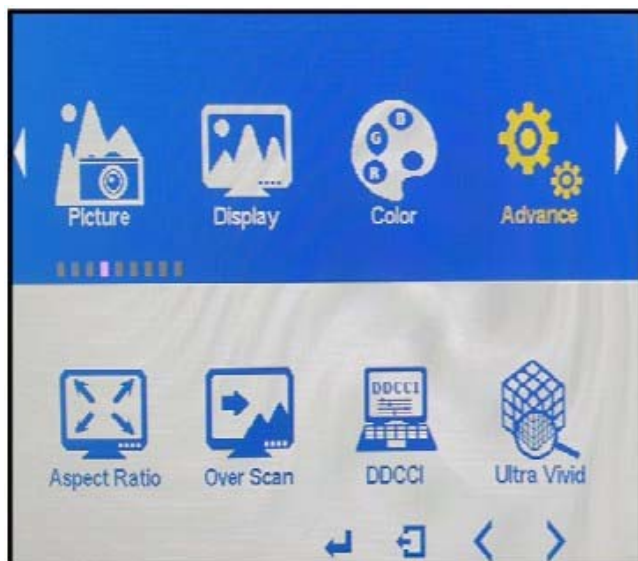 Picture
Display
Color
Advance
G
B
R
DDCCI
Aspect Ratio
Over Scan
DDCCI
Ultra Vivid